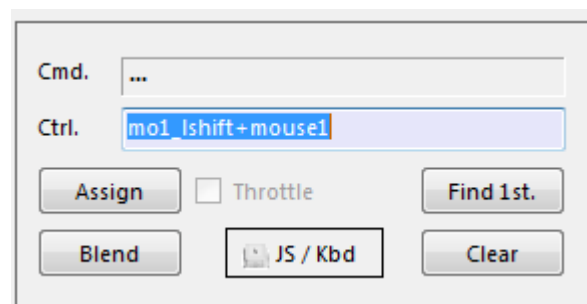 Cmd. ...
Ctrl. mo1_lshift+mouse1
Assign Throttle Find 1st.
Blend JS / Kbd Clear